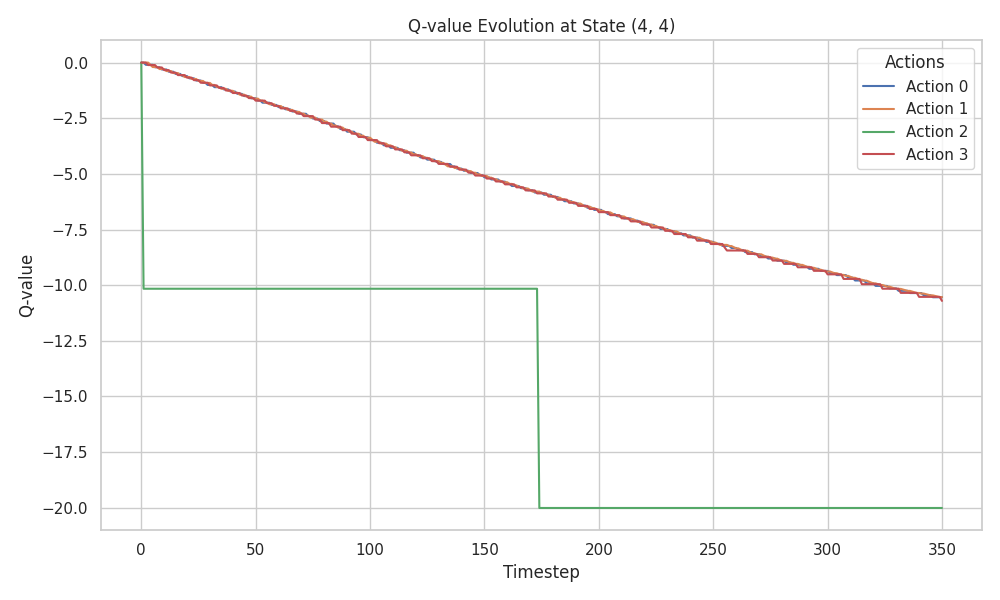 Q-value Evolution at State (4, 4)
Actions
Action 0
Action 1
Action 2
Action 3
Q-value
0.0
−2.5
−5.0
−7.5
−10.0
−12.5
−15.0
−17.5
−20.0
0 50 100 150 200 250 300 350
Timestep